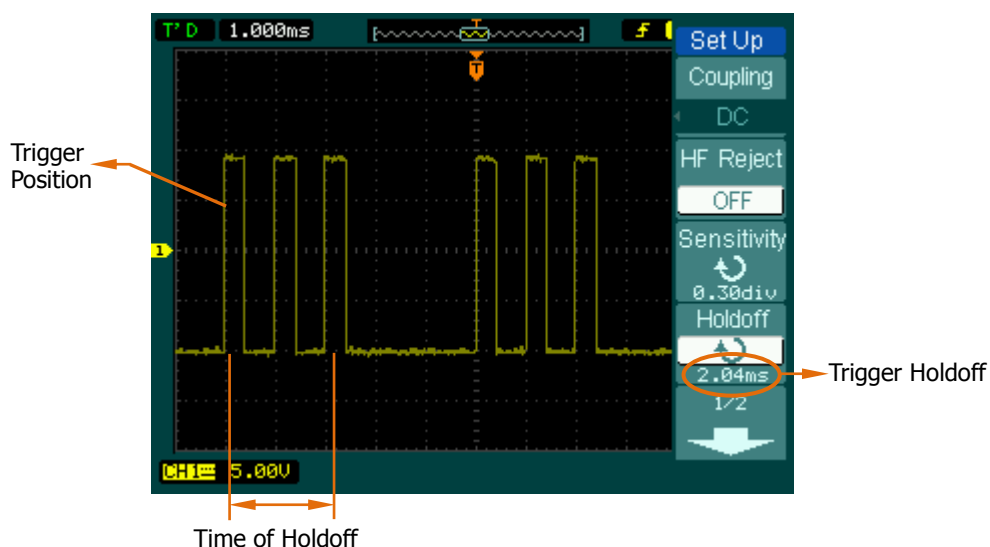 T'D 1.000ms
T
T
Set Up
Coupling
DC
HF Reject
OFF
Sensitivity
0.30div
Holdoff
2.04ms
1/2
Trigger
Position
1
Trigger Holdoff
CH1 5.00V
Time of Holdoff